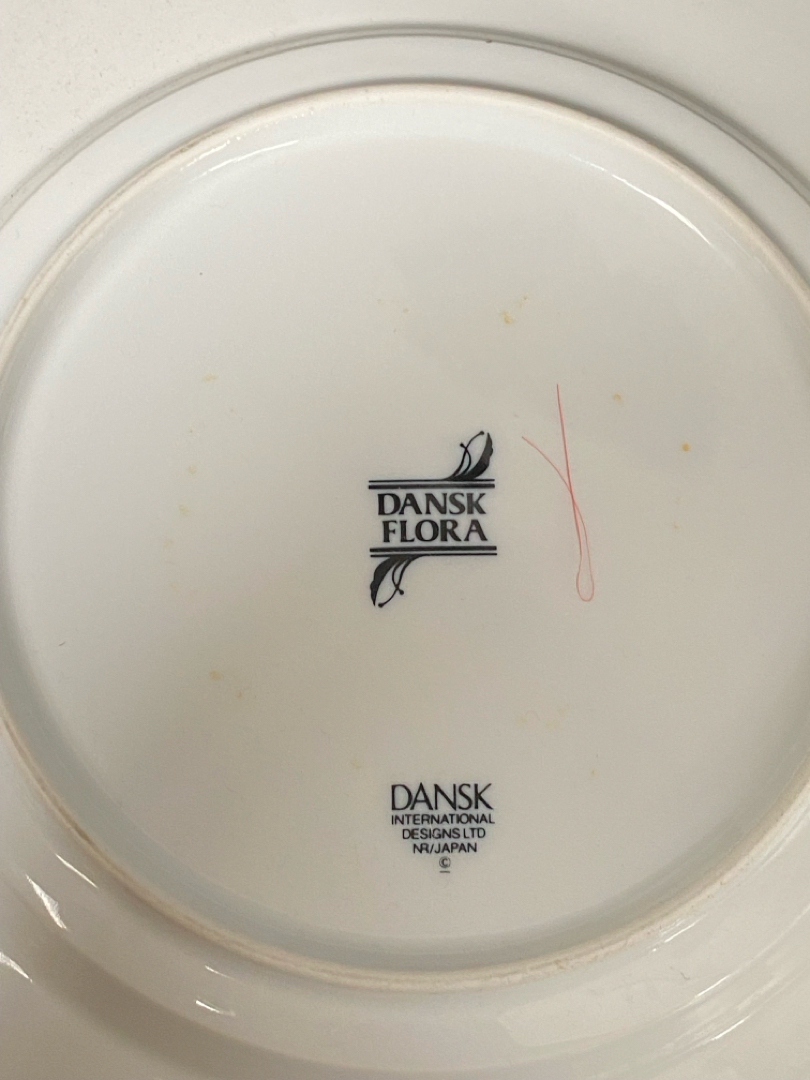 DANSK
FLORA
DANSK
INTERNATIONAL
DESIGNS LTD
NR/JAPAN
©